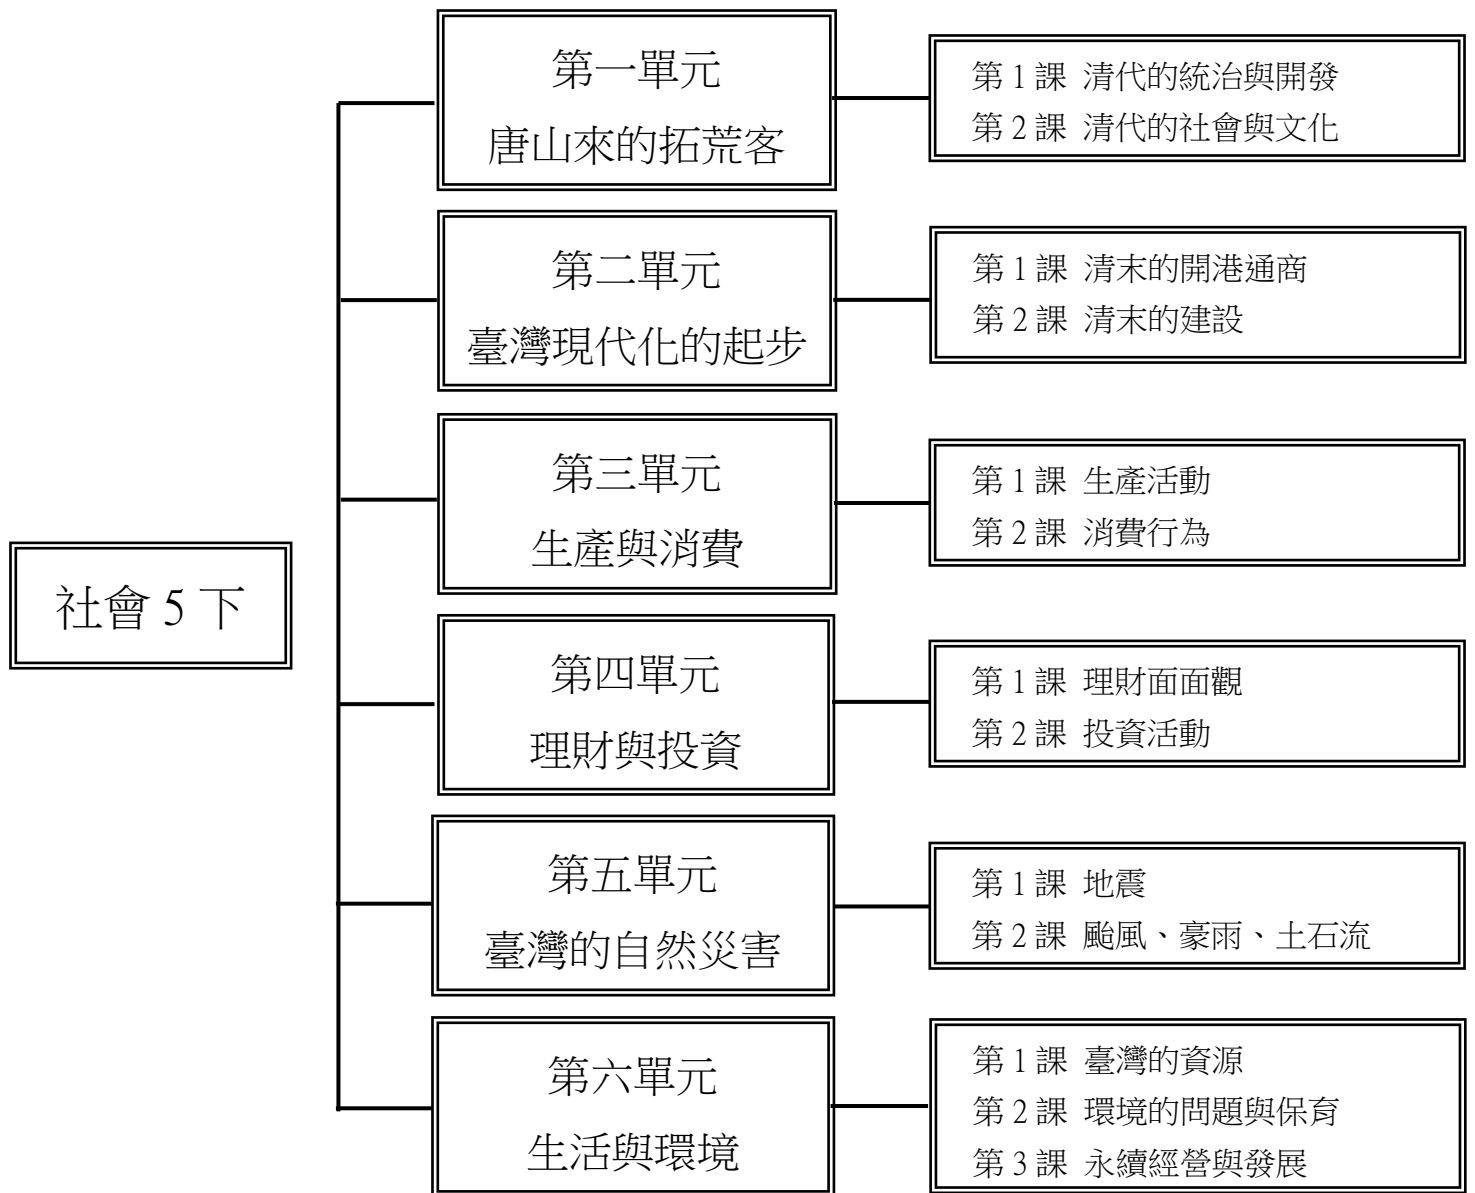 社會 5 下
第一單元
唐山來的拓荒客
第 1 課 清代的統治與開發
第 2 課 清代的社會與文化
第二單元
臺灣現代化的起步
第 1 課 清末的開港通商
第 2 課 清末的建設
第三單元
生產與消費
第 1 課 生產活動
第 2 課 消費行為
第四單元
理財與投資
第 1 課 理財面面觀
第 2 課 投資活動
第五單元
臺灣的自然災害
第 1 課 地震
第 2 課 颱風、豪雨、土石流
第六單元
生活與環境
第 1 課 臺灣的資源
第 2 課 環境的問題與保育
第 3 課 永續經營與發展